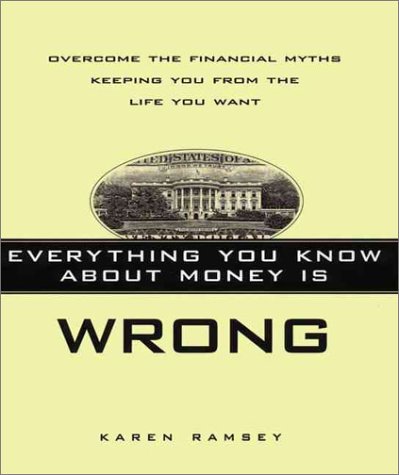 OVERCOME THE FINANCIAL MYTHS
KEEPING YOU FROM THE
LIFE YOU WANT
EVERYTHING YOU KNOW
ABOUT MONEY IS
WRONG
KAREN RAMSEY